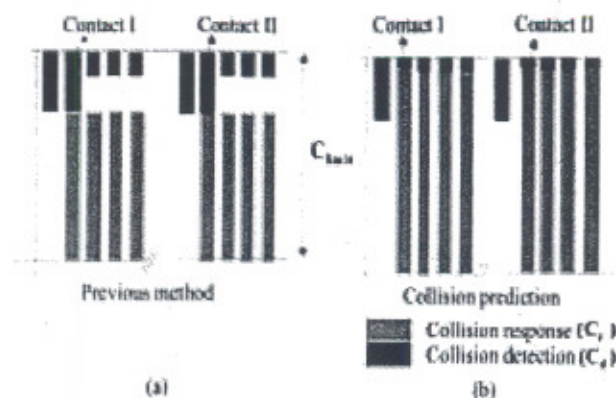 Contact I
Contact II
Previous method
(a)
Contact I
Contact II
Collision prediction
Collision response (C
Collision detection (C
(b)